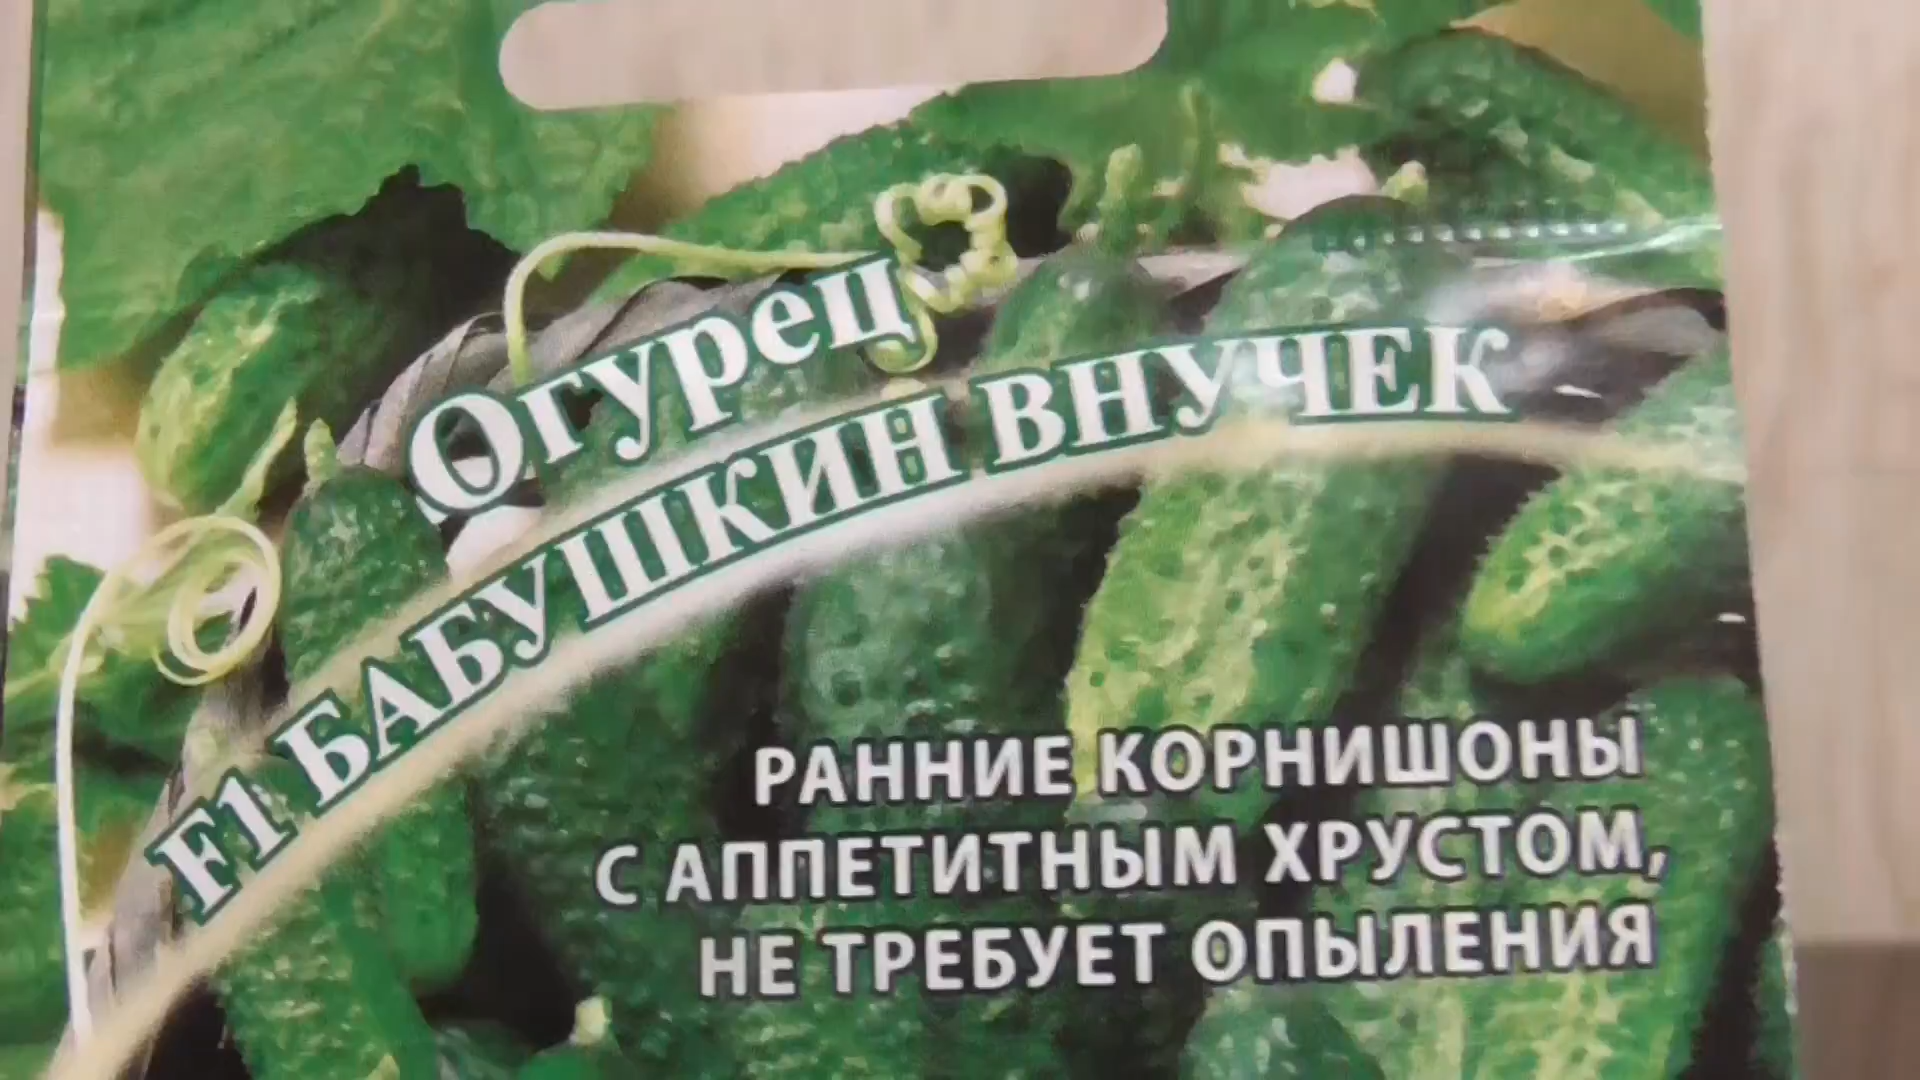 Огурец
F1 БАБУШКИН ВНУЧЕК
РАННИЕ КОРНИШОНЫ
С АППЕТИТНЫМ ХРУСТОМ,
НЕ ТРЕБУЕТ ОПЫЛЕНИЯ